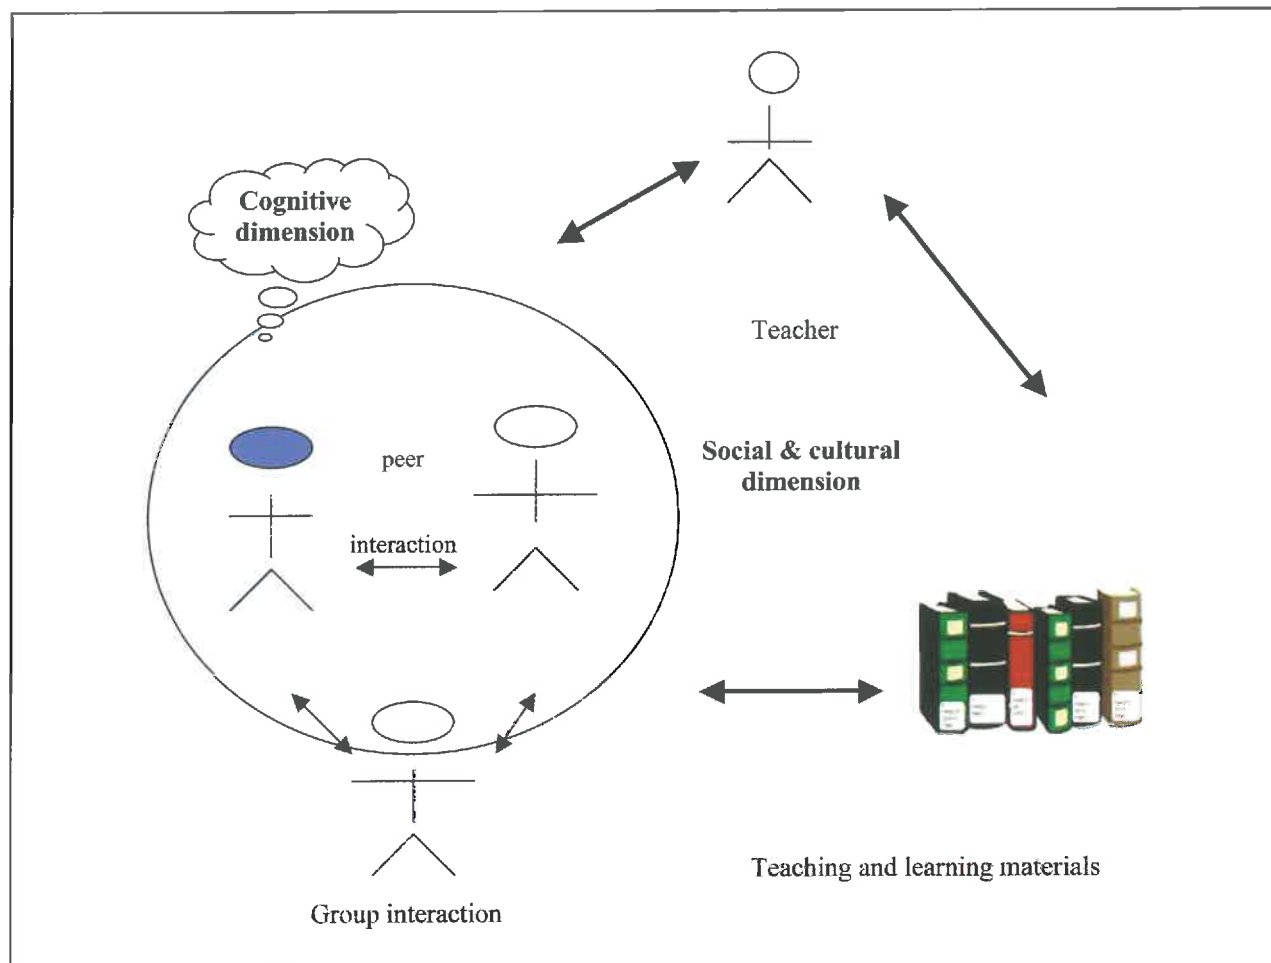 Cognitive
dimension
Teacher
peer
Social & cultural
dimension
interaction
Teaching and learning materials
Group interaction